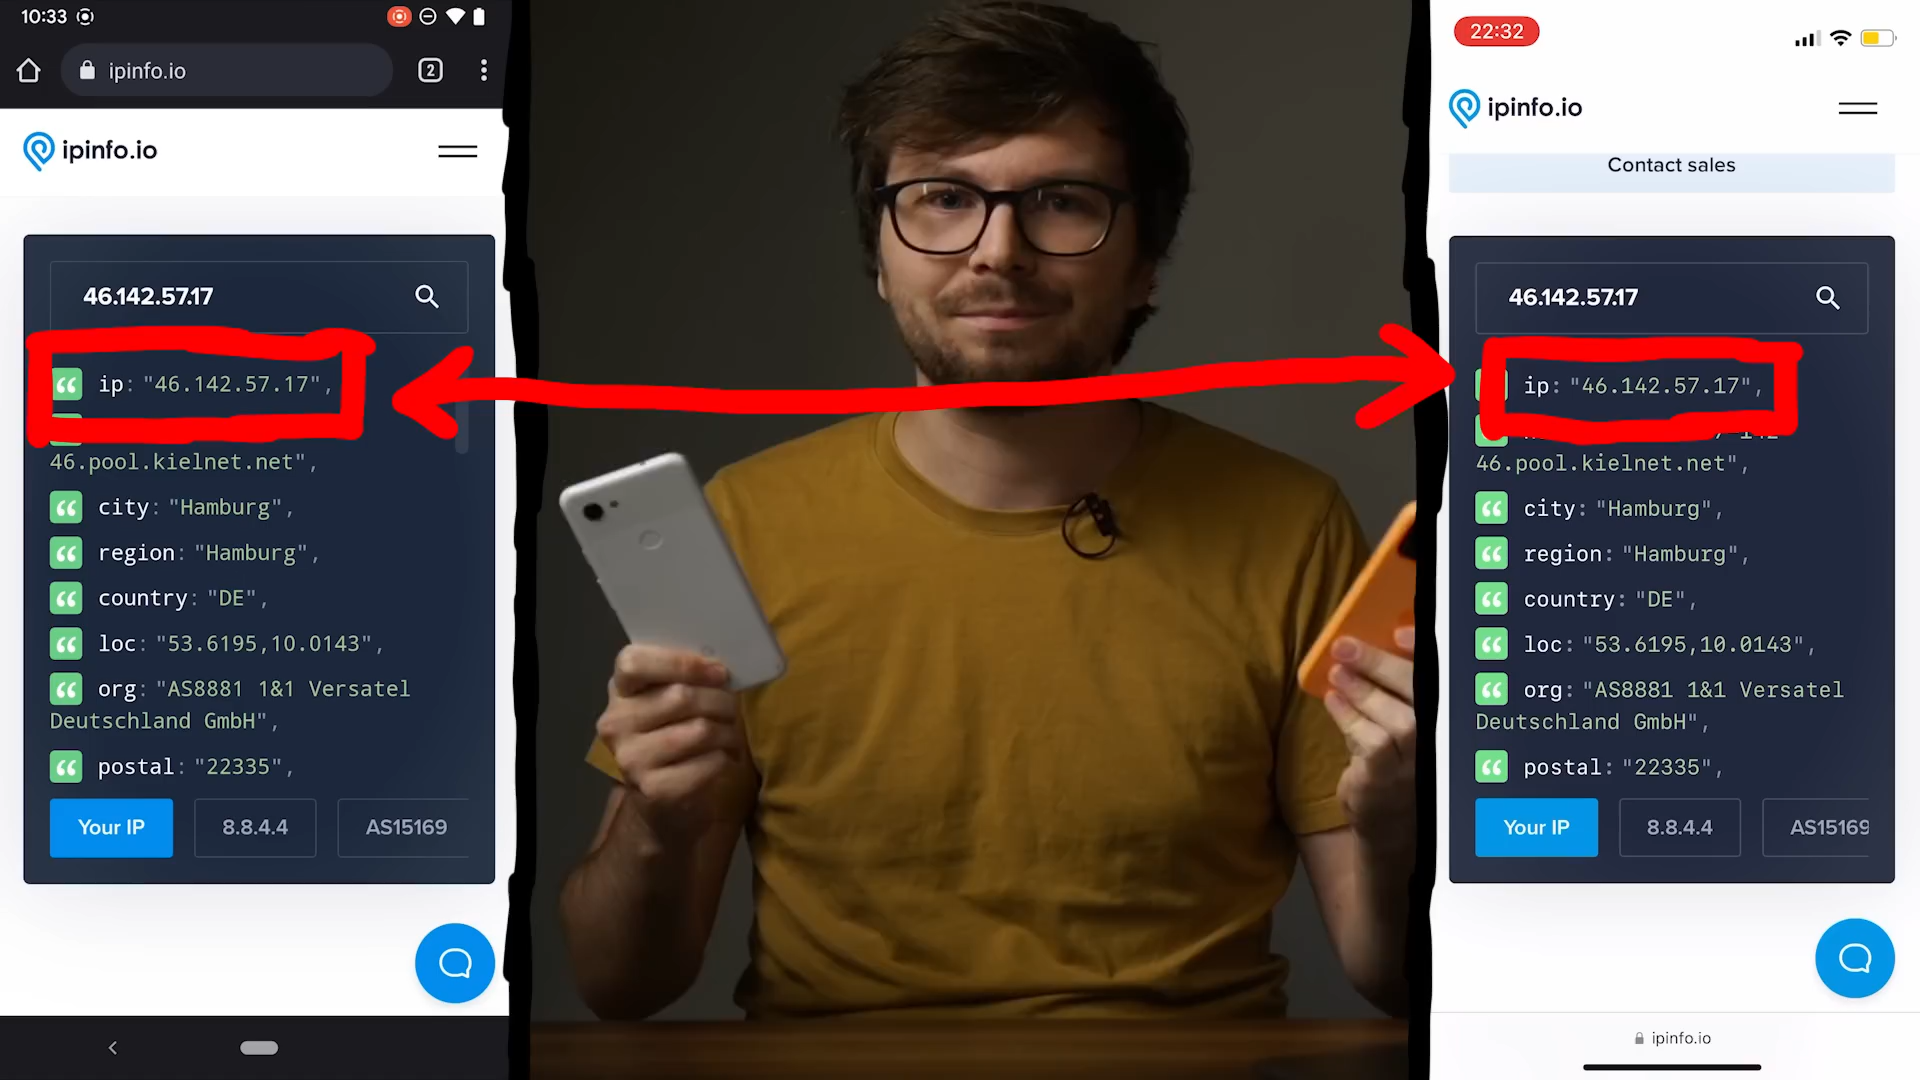 10:33
ipinfo.io
2
ipinfo.io
46.142.57.17
ip: "46.142.57.17",
46.pool.kielnet.net",
city: "Hamburg",
region: "Hamburg",
country: "DE",
loc: "53.6195,10.0143",
org: "AS8881 1&1 Versatel
Deutschland GmbH",
postal: "22335",
Your IP
8.8.4.4
AS15169
22:32
ipinfo.io
Contact sales
46.142.57.17
ip: "46.142.57.17",
46.pool.kielnet.net",
city: "Hamburg",
region: "Hamburg",
country: "DE",
loc: "53.6195,10.0143",
org: "AS8881 1&1 Versatel
Deutschland GmbH",
postal: "22335",
Your IP
8.8.4.4
AS15169
ipinfo.io